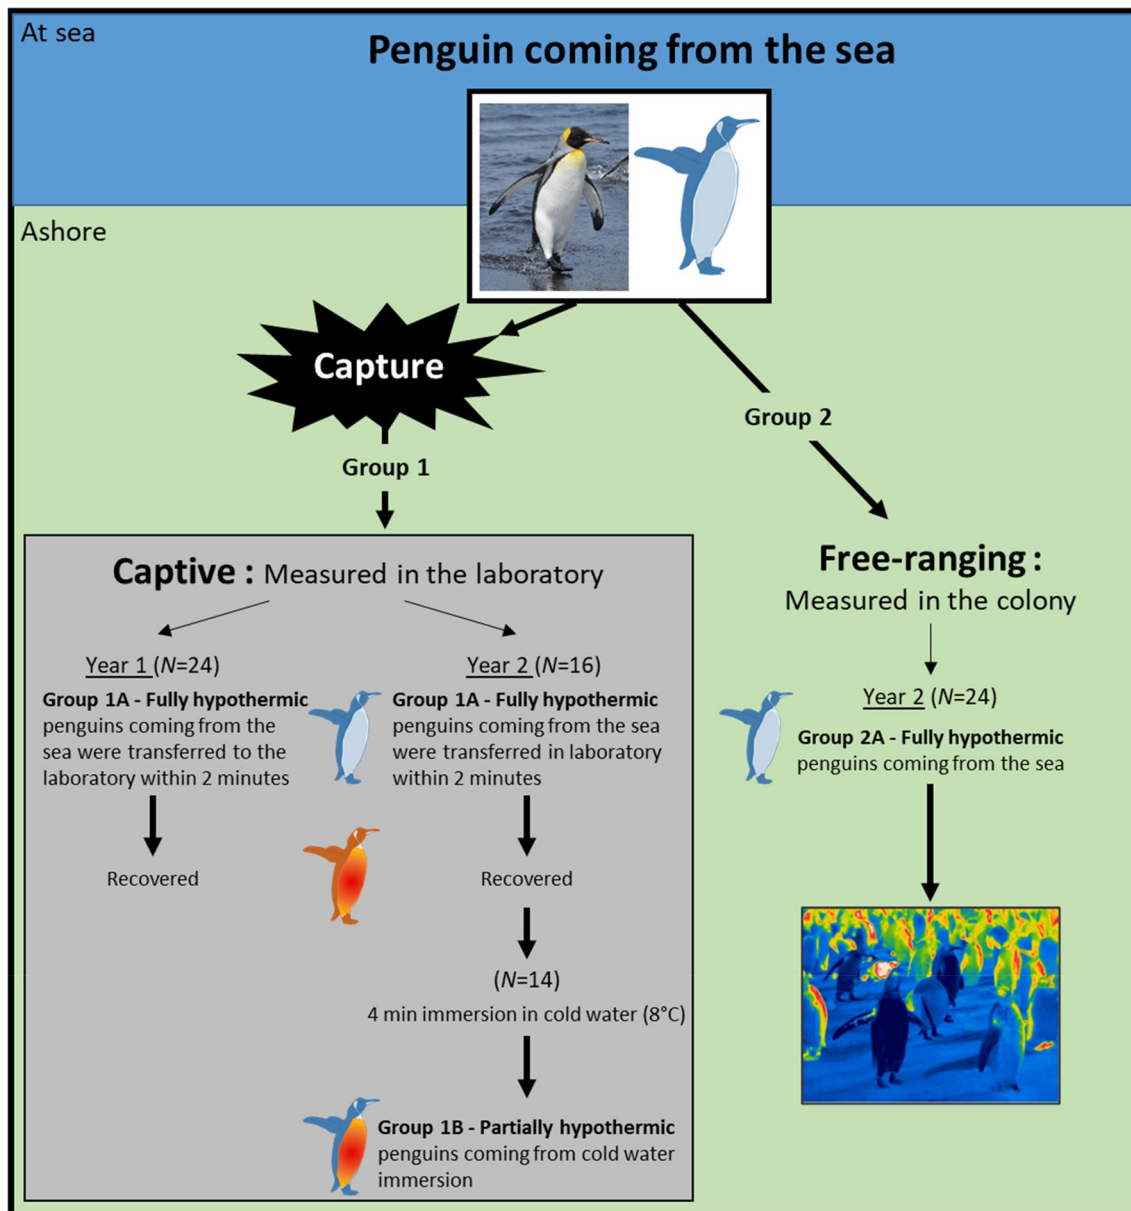 At sea
Penguin coming from the sea
Ashore
Capture
Group 1
Group 2
Captive : Measured in the laboratory
Year 1 (N=24)
Group 1A - Fully hypothermic
penguins coming from the
sea were transferred to the
laboratory within 2 minutes
Recovered
Year 2 (N=16)
Group 1A - Fully hypothermic
penguins coming from the sea
were transferred in laboratory
within 2 minutes
Recovered
(N=14)
4 min immersion in cold water (8°C)
Group 1B - Partially hypothermic
penguins coming from cold water
immersion
Free-ranging :
Measured in the colony
Year 2 (N=24)
Group 2A - Fully hypothermic
penguins coming from the sea